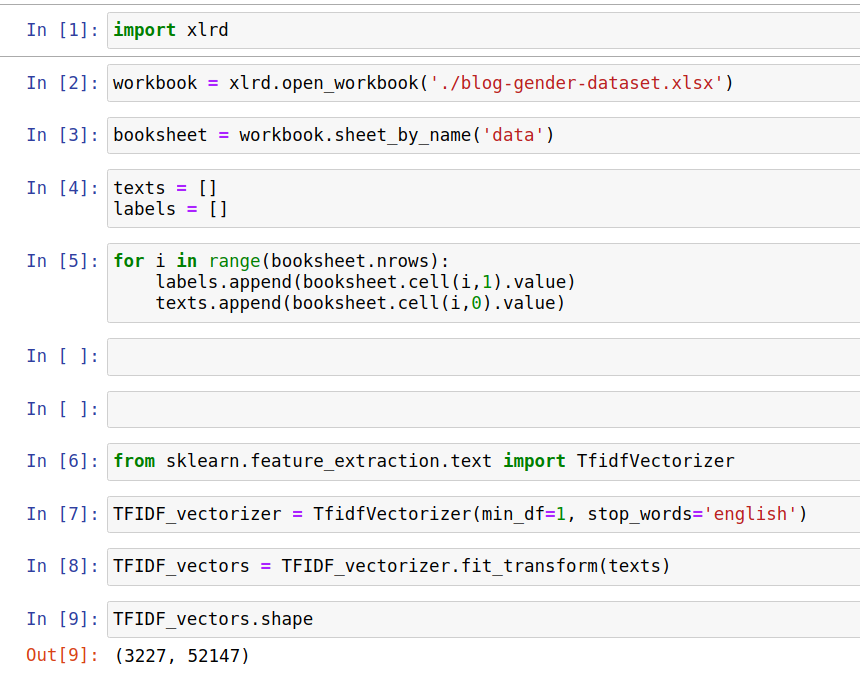 In [1]: import xlrd
In [2]: workbook = xlrd.open_workbook('./blog-gender-dataset.xlsx')
In [3]: booksheet = workbook.sheet_by_name('data')
In [4]: texts = []
labels = []
In [5]: for i in range(booksheet.nrows):
    labels.append(booksheet.cell(i,1).value)
    texts.append(booksheet.cell(i,0).value)
In [ ]:
In [ ]:
In [6]: from sklearn.feature_extraction.text import TfidfVectorizer
In [7]: TFIDF_vectorizer = TfidfVectorizer(min_df=1, stop_words='english')
In [8]: TFIDF_vectors = TFIDF_vectorizer.fit_transform(texts)
In [9]: TFIDF_vectors.shape
Out[9]: (3227, 52147)